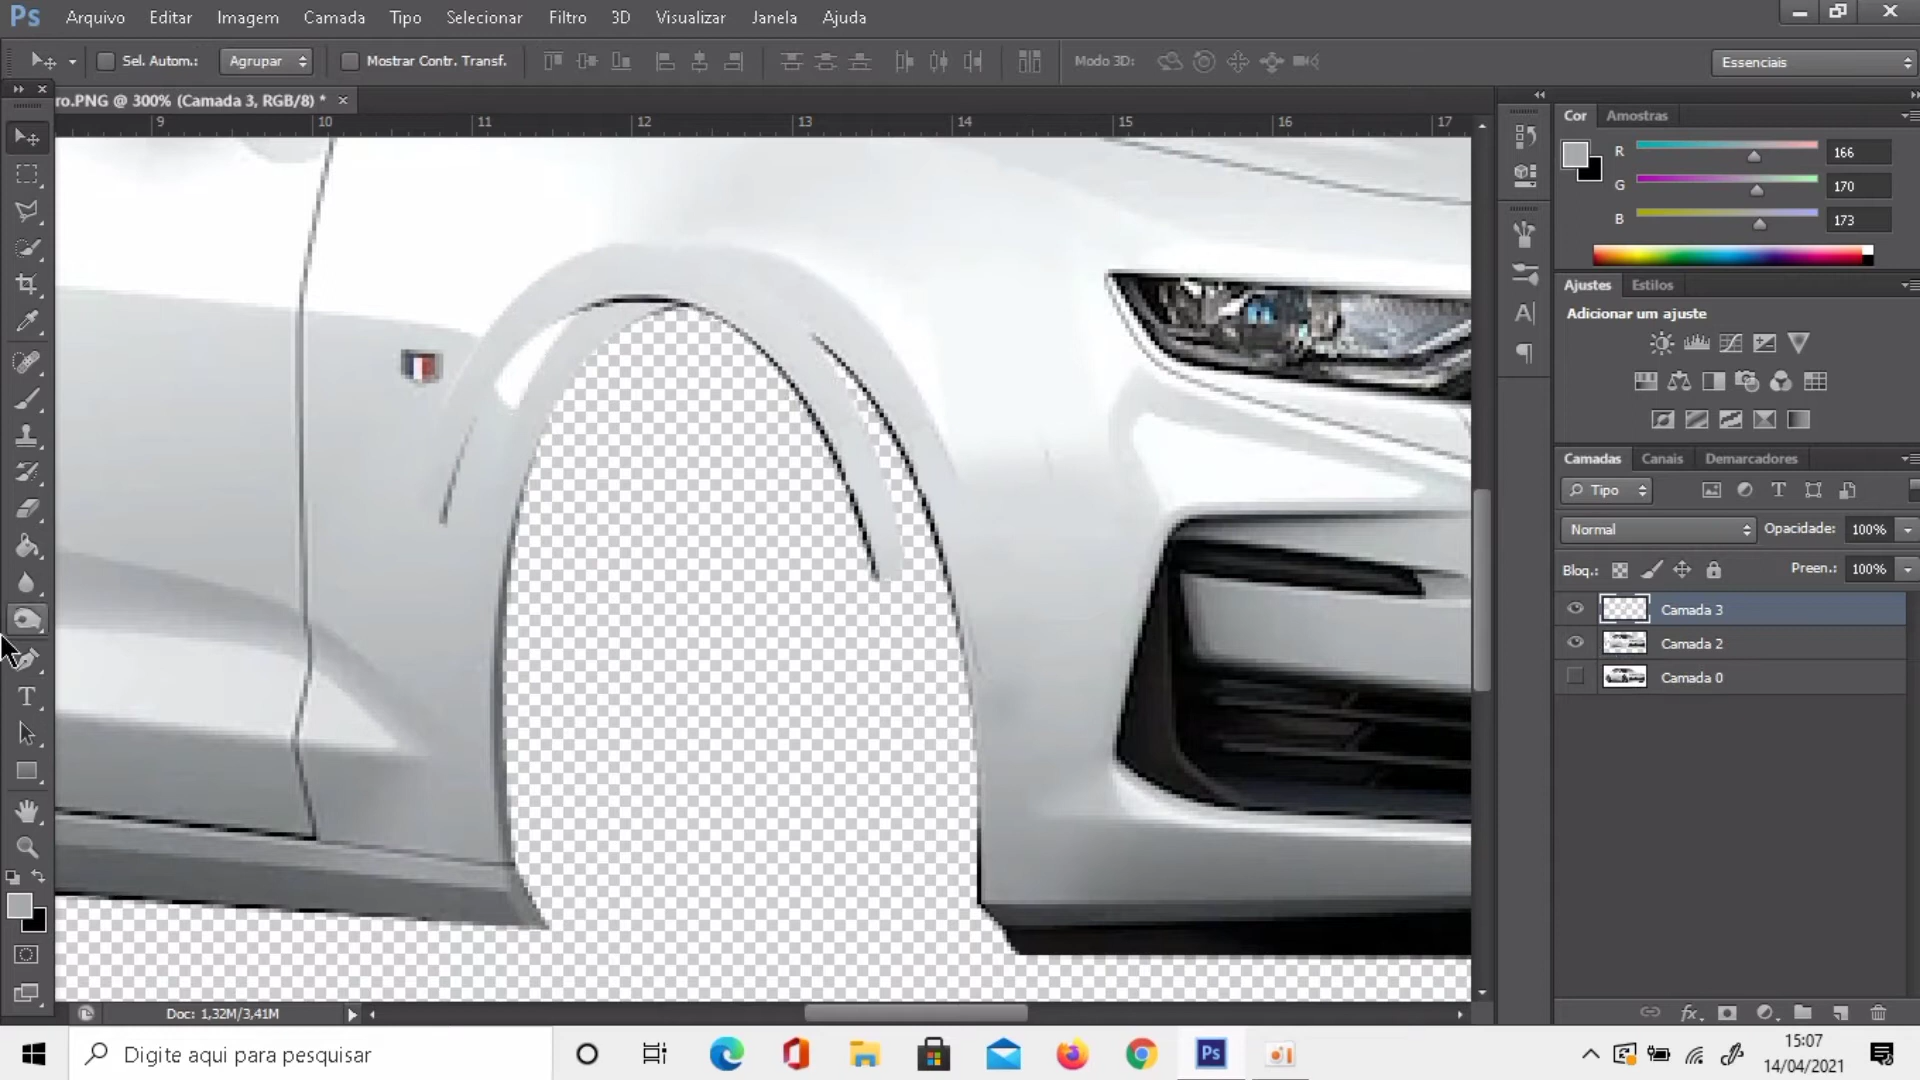 Ps Arquivo Editar Imagem Camada Tipo Selecionar Filtro 3D Visualizar Janela Ajuda
Sel. Autom.: Agrupar Mostrar Contr. Transf. Modo 3D: Essenciais
ro.PNG @ 300% (Camada 3, RGB/8) *
9 10 11 12 13 14 15 16 17
Cor Amostras
R 166
G 170
B 173
Ajustes Estilos
Adicionar um ajuste
Camadas Canais Demarcadores
Tipo
Normal Opacidade: 100%
Bloq.: Preen.: 100%
Camada 3
Camada 2
Camada 0
Doc: 1,32M/3,41M
Digite aqui para pesquisar
Ps
15:07
14/04/2021